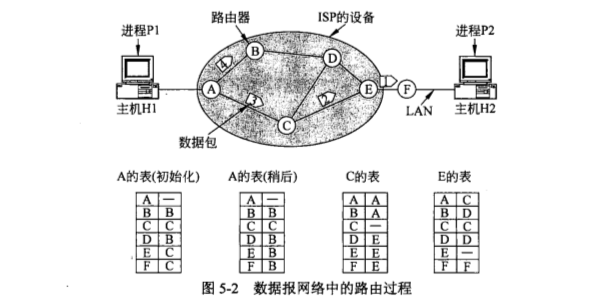 进程P1
路由器
ISP的设备
进程P2
B
D
4
A
E
F
3
2
C
主机H1
数据包
LAN
主机H2
A的表(初始化) A的表(稍后) C的表 E的表
A — A — A A A C
B B B B B A B D
C C C C C — C C
D B D B D E D D
E C E B E E E —
F C F B F E F F
图 5-2 数据报网络中的路由过程